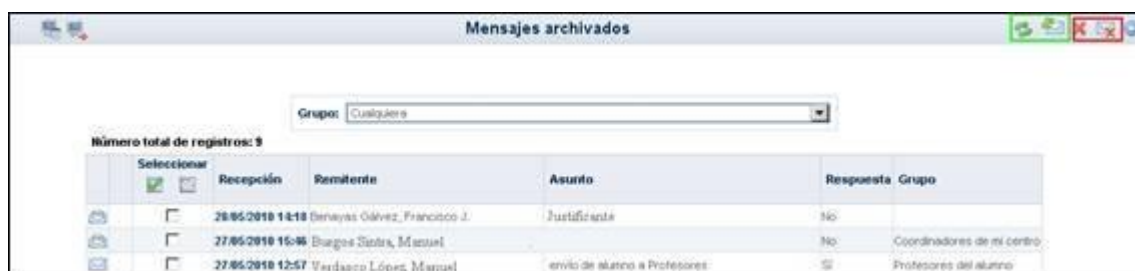 Mensajes archivados
Grupo: Cualquiera
Número total de registros: 9
Seleccionar Recepción Remitente Asunto Respuesta Grupo
28/05/2010 14:18 Benayas Gálvez, Francisco J. Justificante No
27/05/2010 15:46 Burgos Sintra, Manuel No Coordinadores de mi centro
27/05/2010 12:57 Verdasco López, Manuel envío de alumno a Profesores Sí Profesores del alumno